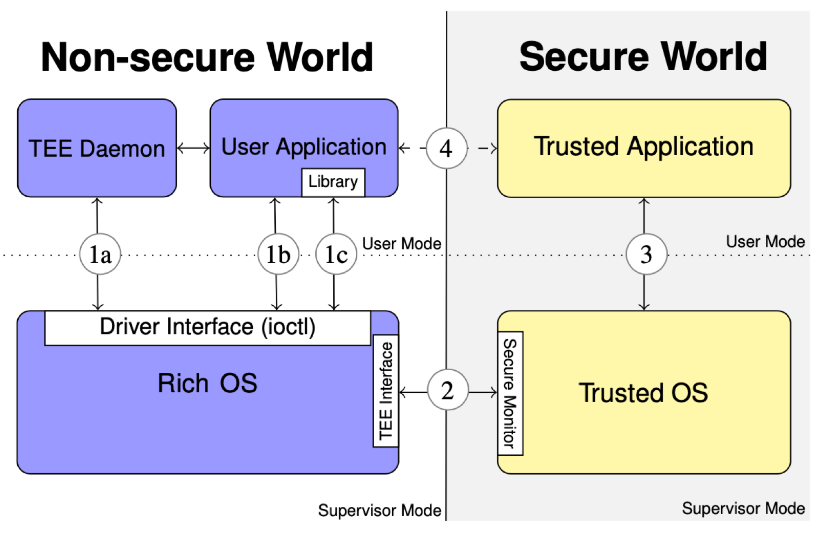 Non-secure World
Secure World
TEE Daemon
User Application
Library
4
Trusted Application
1a
1b
1c
User Mode
3
User Mode
Driver Interface (ioctl)
Rich OS
TEE Interface
2
Secure Monitor
Trusted OS
Supervisor Mode
Supervisor Mode